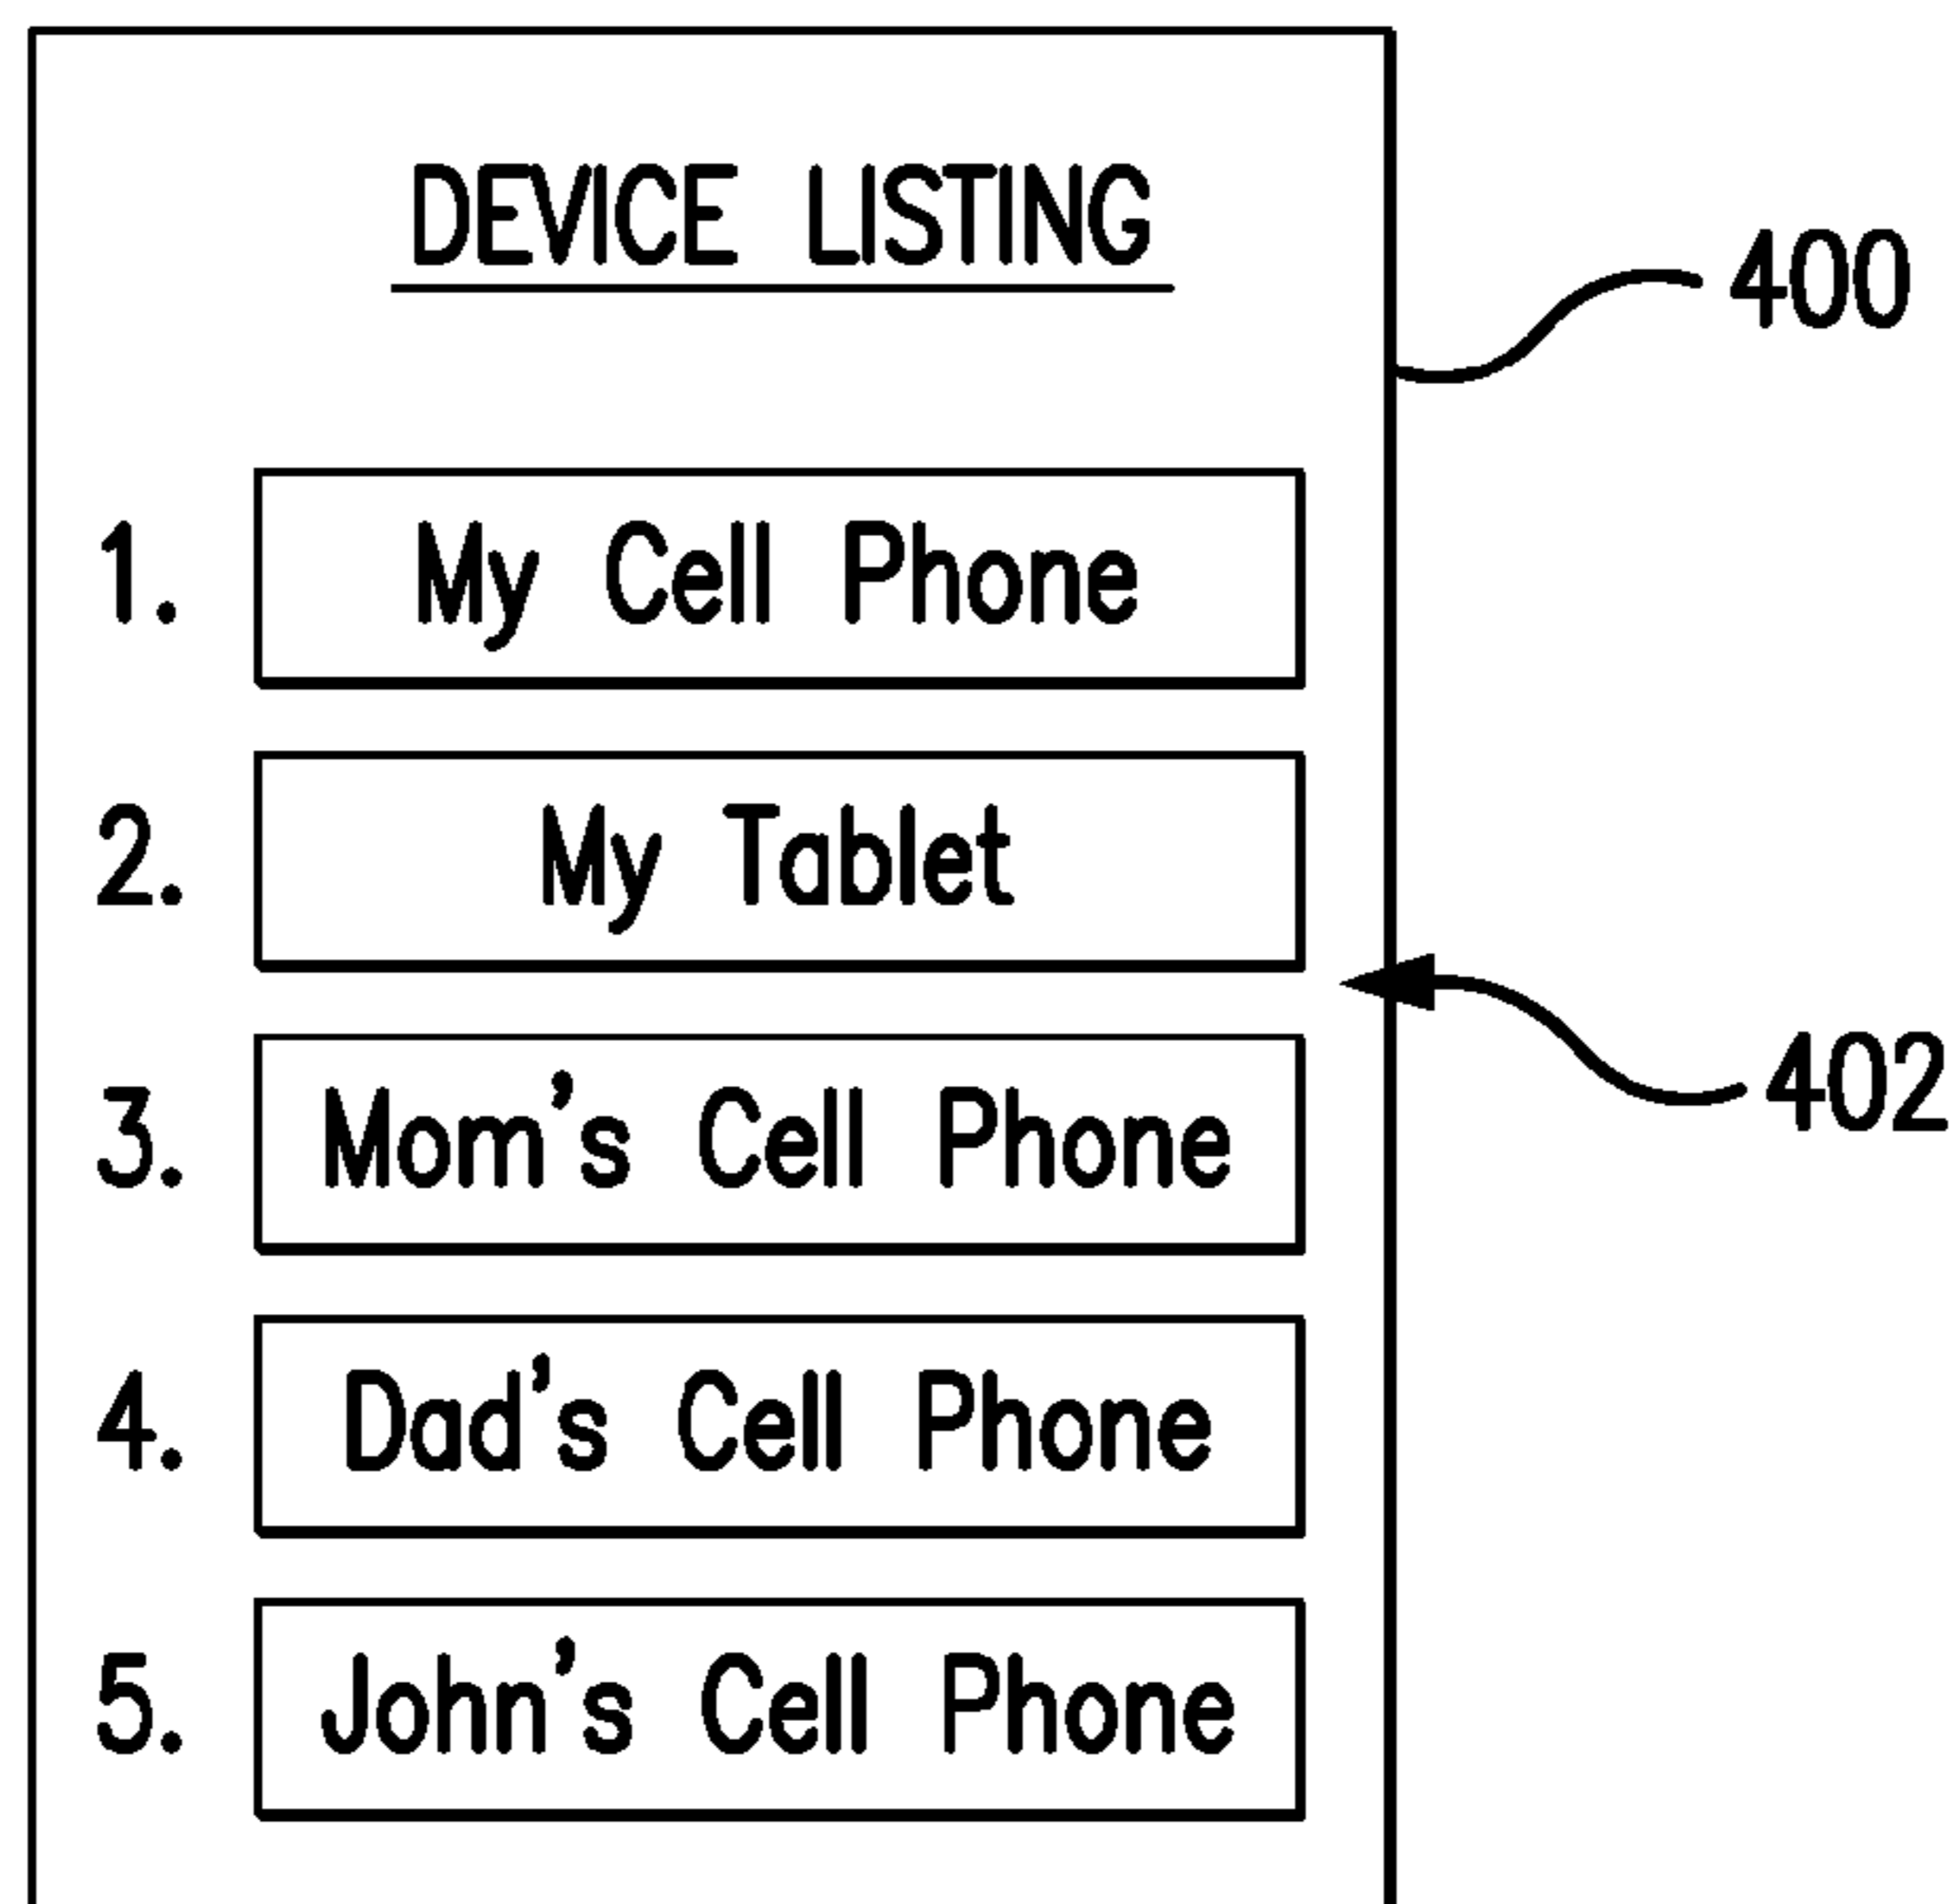 DEVICE LISTING
400
1. My Cell Phone
2. My Tablet
402
3. Mom's Cell Phone
4. Dad's Cell Phone
5. John's Cell Phone